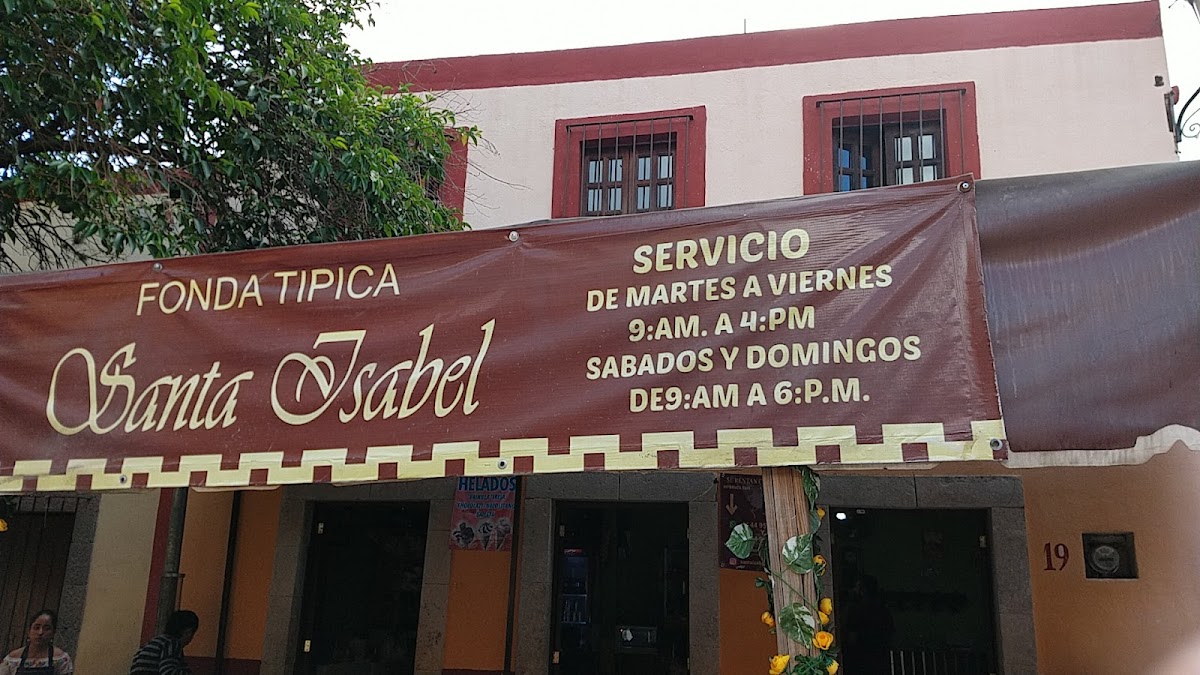 FONDA TIPICA
Santa Isabel
SERVICIO
DE MARTES A VIERNES
9:AM. A 4:PM
SABADOS Y DOMINGOS
DE9:AM A 6:P.M.
HELADOS
19